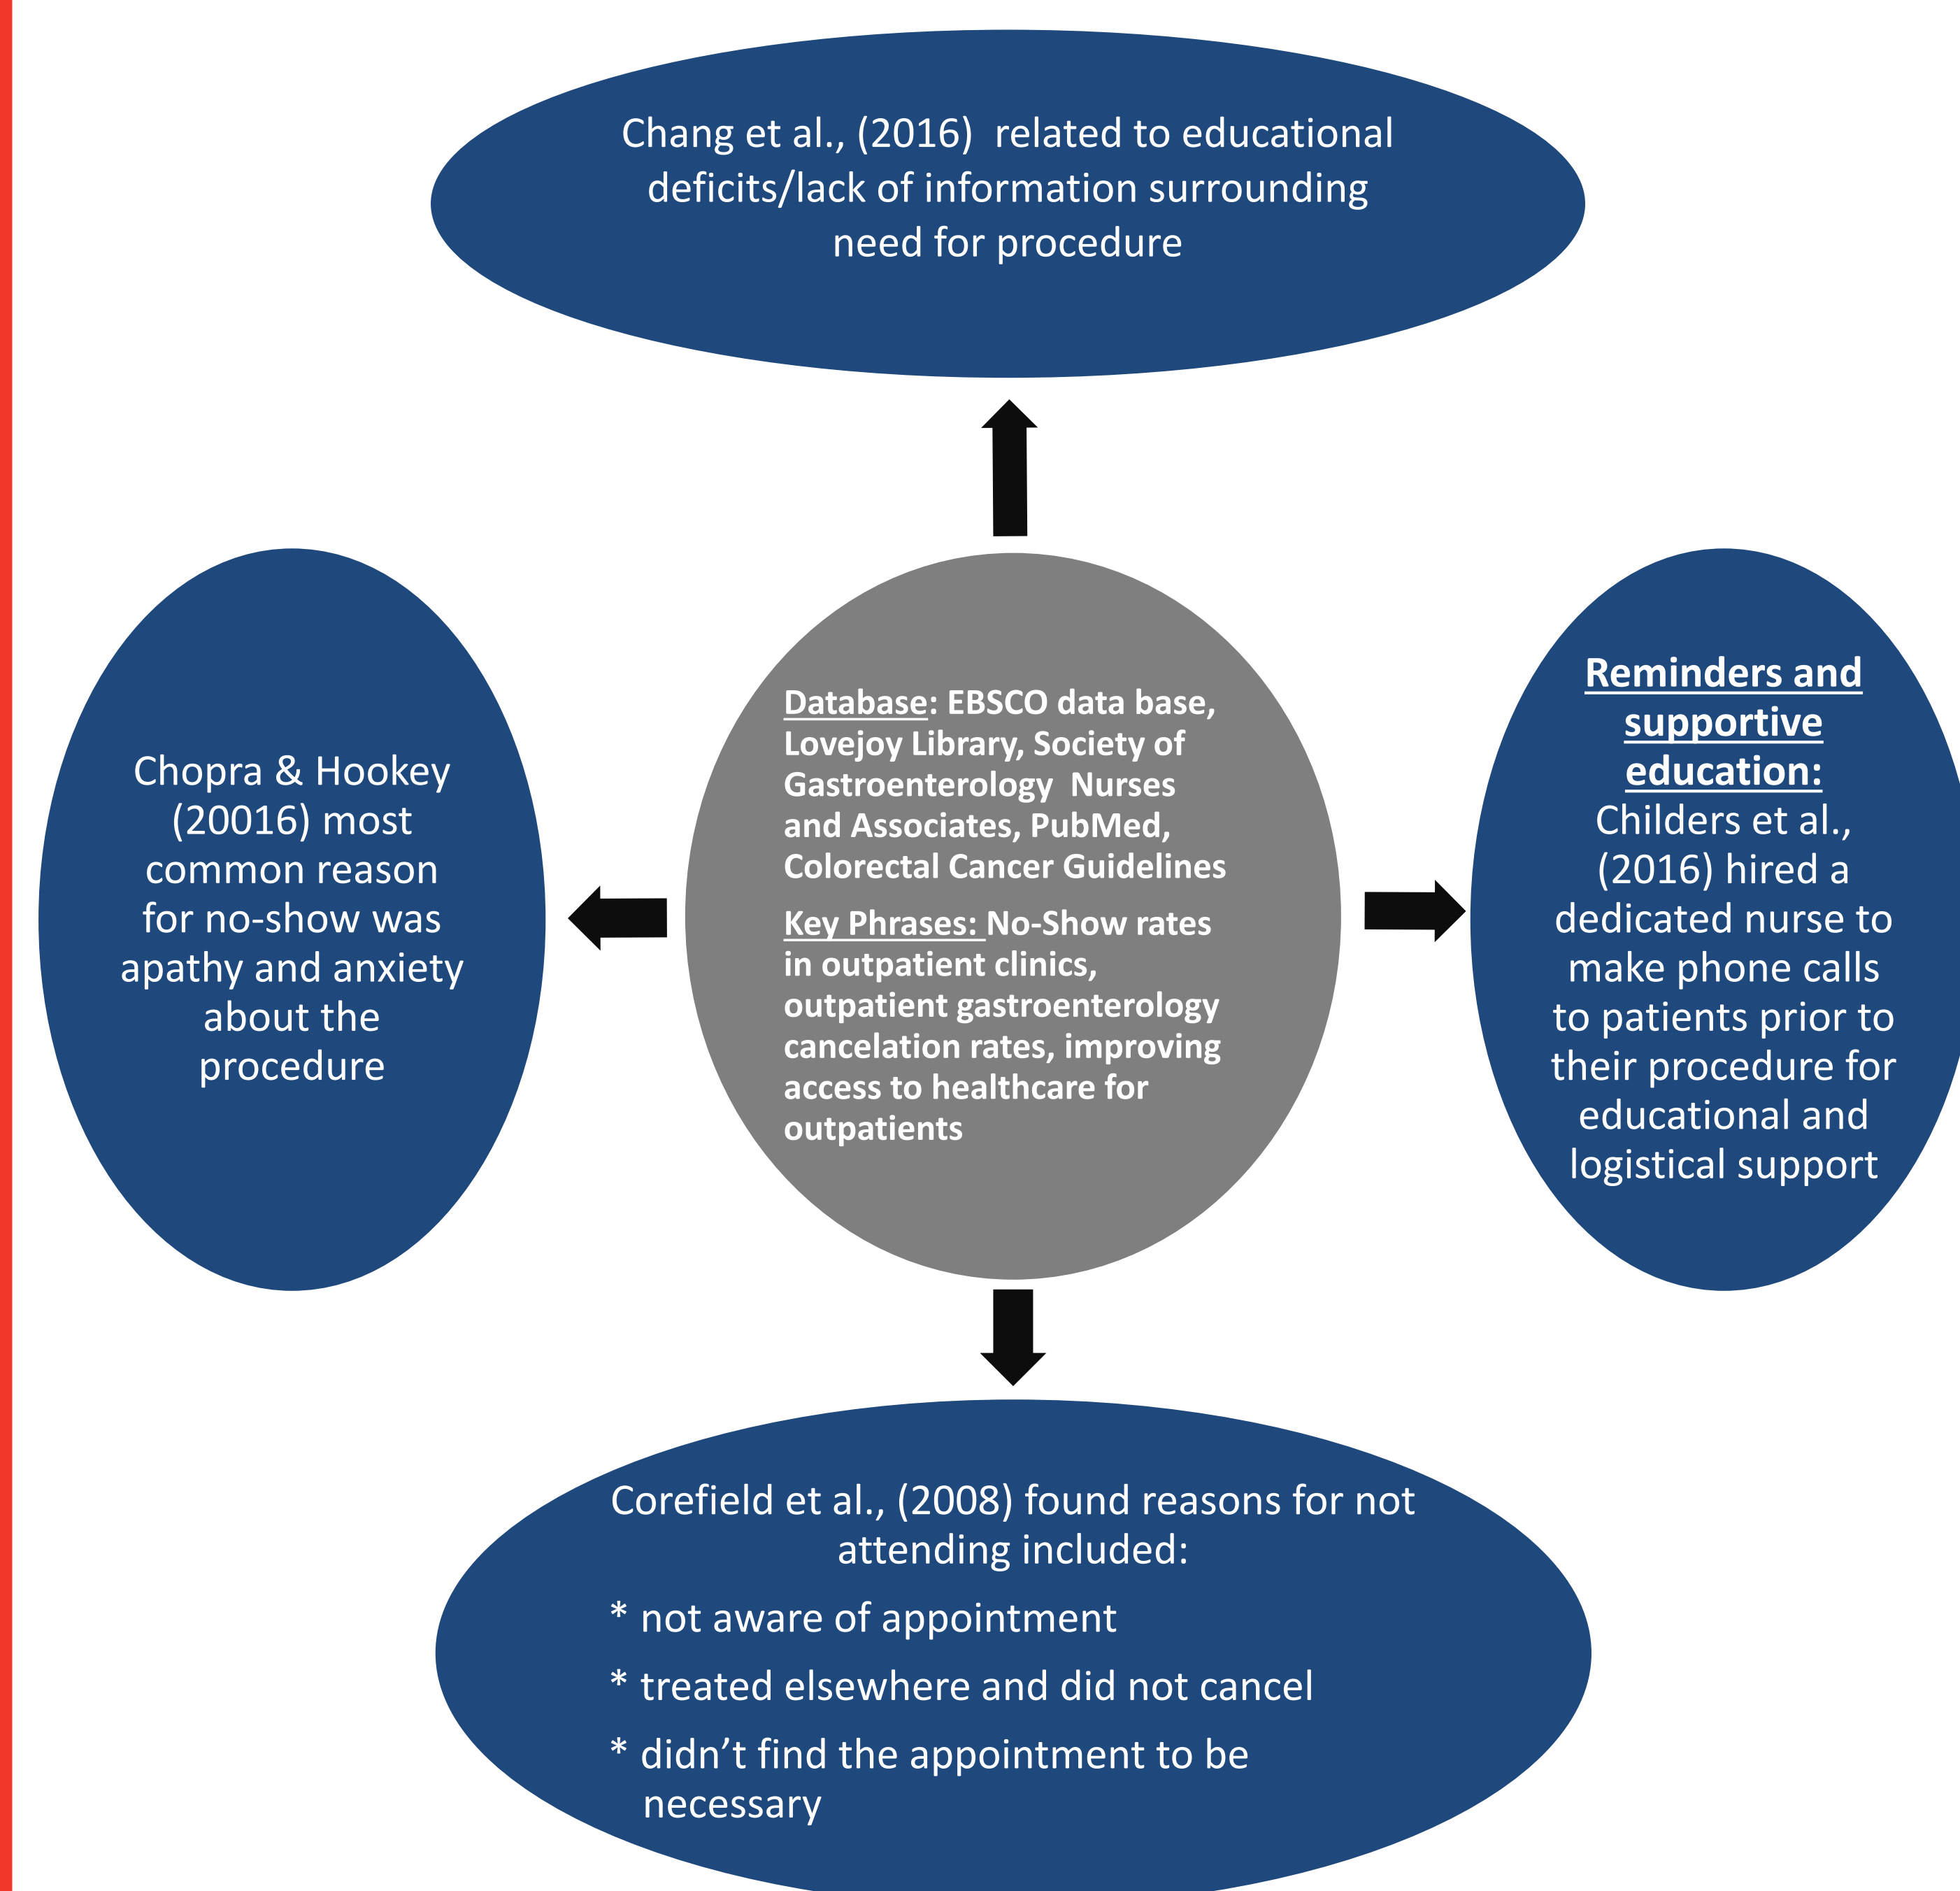 Chang et al., (2016)  related to educational
deficits/lack of information surrounding
need for procedure
Chopra & Hookey
(20016) most
common reason
for no-show was
apathy and anxiety
about the
procedure
Database: EBSCO data base,
Lovejoy Library, Society of
Gastroenterology  Nurses
and Associates, PubMed,
Colorectal Cancer Guidelines
Key Phrases: No-Show rates
in outpatient clinics,
outpatient gastroenterology
cancelation rates, improving
access to healthcare for
outpatients
Reminders and
supportive
education:
Childers et al.,
(2016) hired a
dedicated nurse to
make phone calls
to patients prior to
their procedure for
educational and
logistical support
Corefield et al., (2008) found reasons for not
attending included:
* not aware of appointment
* treated elsewhere and did not cancel
* didn’t find the appointment to be
necessary